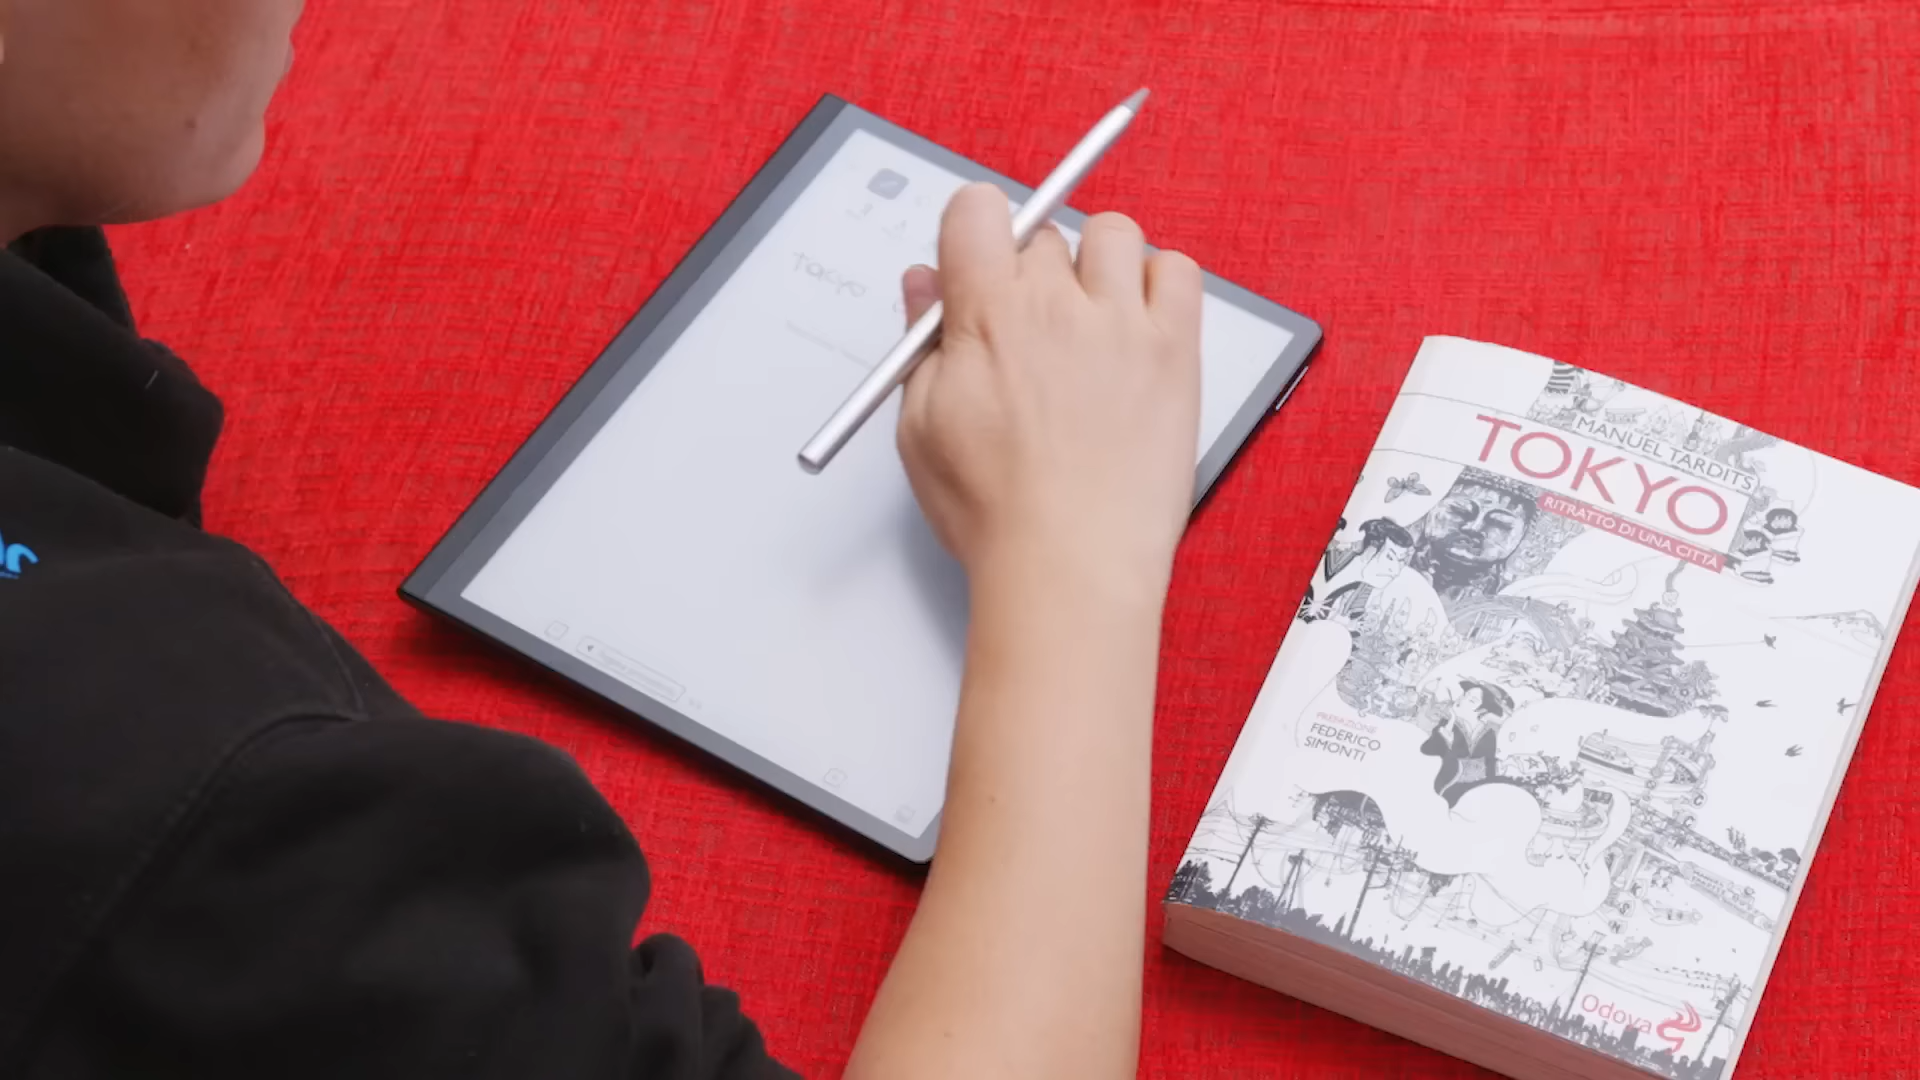 Tokyo
MANUEL TARDITS
TOKYO
RITRATTO DI UNA CITTÀ
PREFAZIONE
FEDERICO
SIMONTI
Odoya